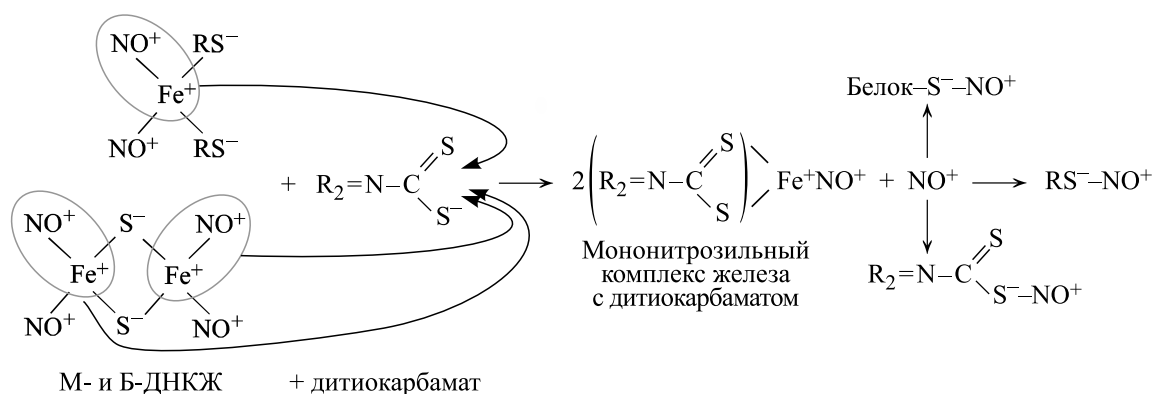 NO⁺ RS⁻
Fe⁺
NO⁺ RS⁻
NO⁺ S⁻ NO⁺
Fe⁺ Fe⁺
NO⁺ S⁻ NO⁺
+ R₂=N–C S S⁻
2(R₂=N–C S S) Fe⁺NO⁺ + NO⁺
Мононитрозильный
комплекс железа
с дитиокарбаматом
Белок–S⁻–NO⁺
RS⁻–NO⁺
R₂=N–C S S⁻–NO⁺
М- и Б-ДНКЖ + дитиокарбамат